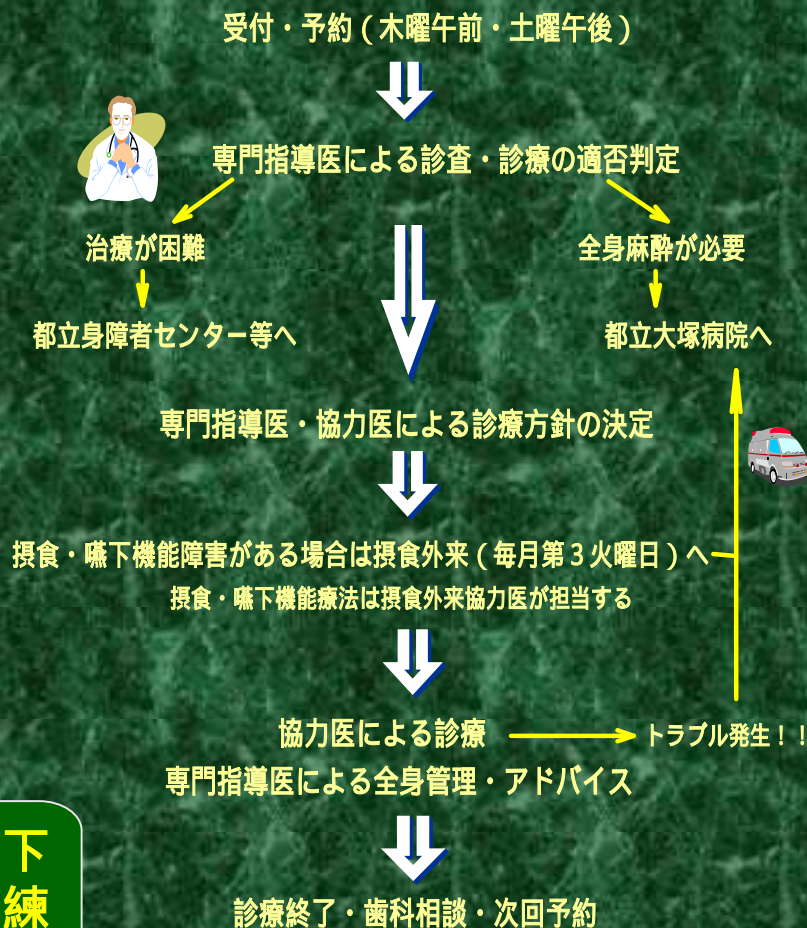 受付・予約（木曜午前・土曜午後）
専門指導医による診査・診療の適否判定
治療が困難
全身麻酔が必要
都立身障者センター等へ
都立大塚病院へ
専門指導医・協力医による診療方針の決定
摂食・嚥下機能障害がある場合は摂食外来（毎月第３火曜日）へ
摂食・嚥下機能療法は摂食外来協力医が担当する
協力医による診療
トラブル発生！！
専門指導医による全身管理・アドバイス
診療終了・歯科相談・次回予約
下
練